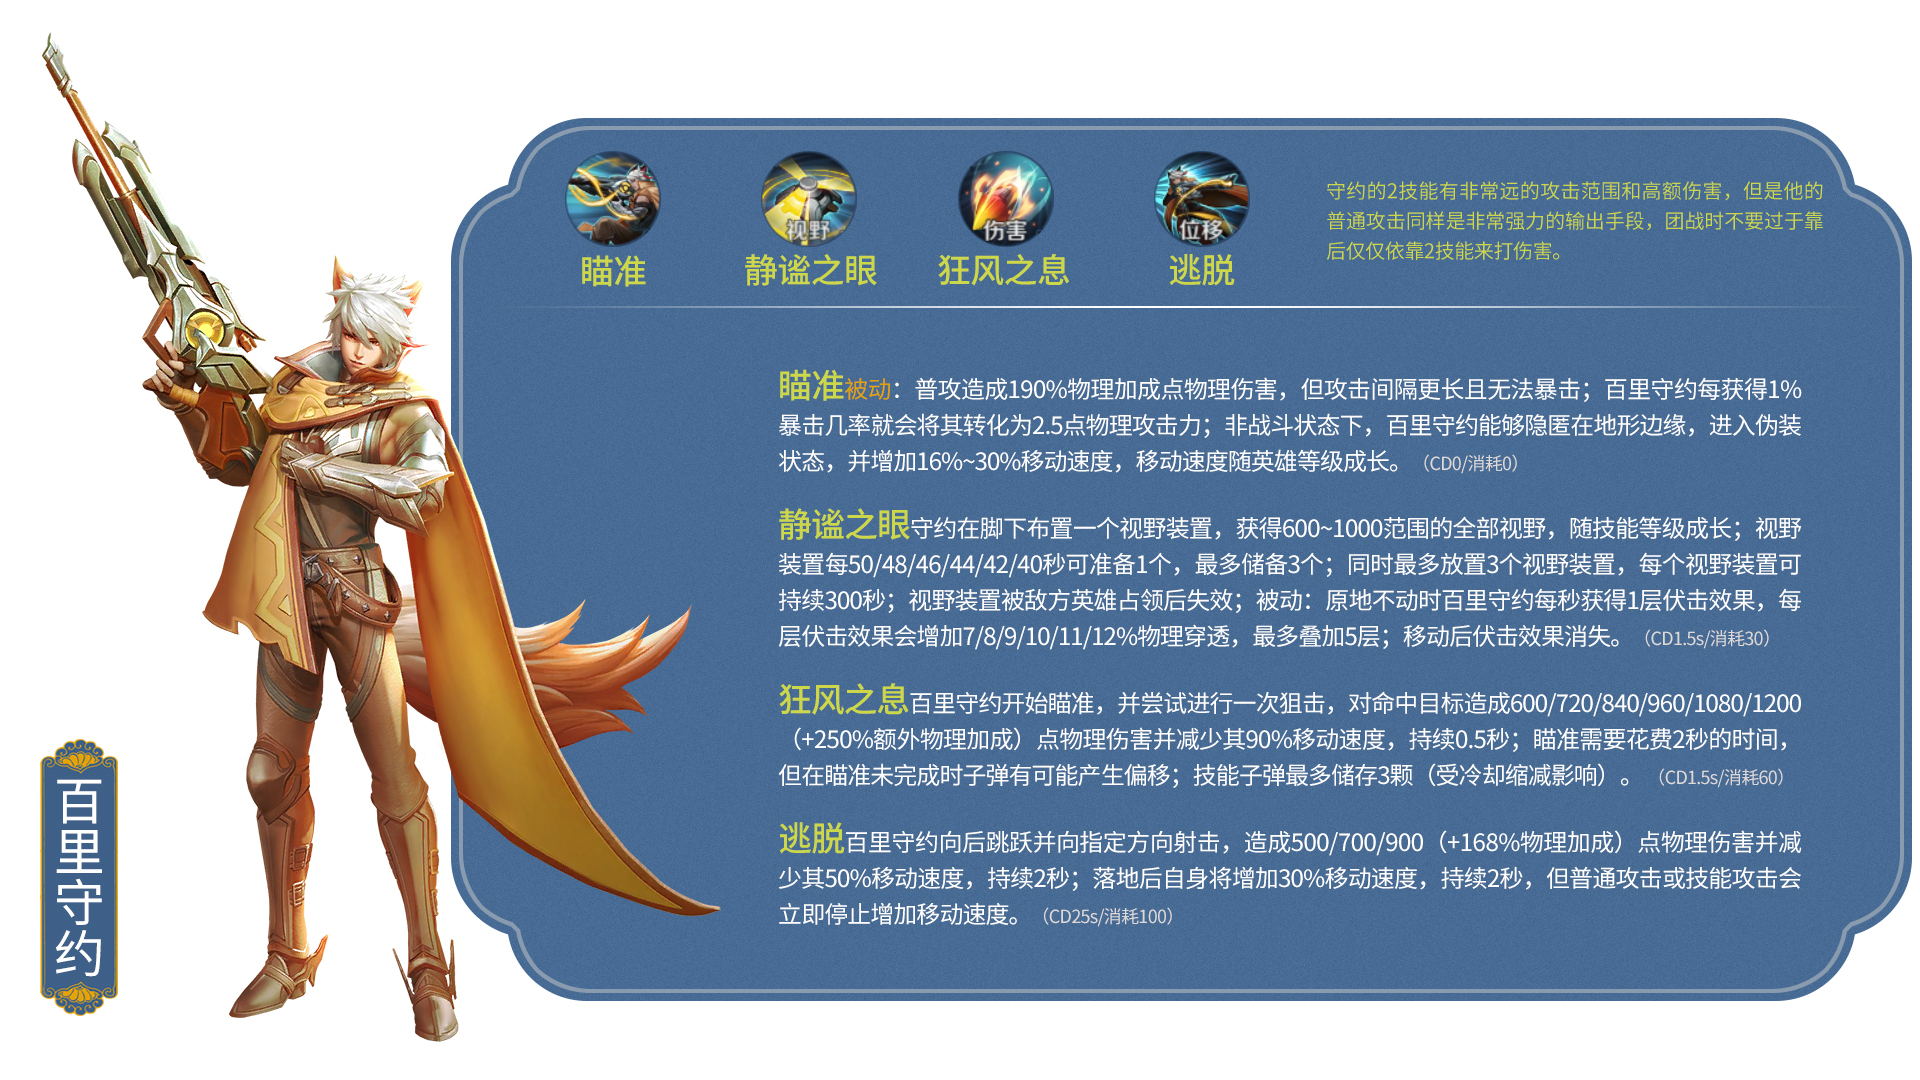 视野
伤害
位移
瞄准
静谧之眼
狂风之息
逃脱
守约的2技能有非常远的攻击范围和高额伤害，但是他的
普通攻击同样是非常强力的输出手段，团战时不要过于靠
后仅仅依靠2技能来打伤害。
瞄准被动：普攻造成190%物理加成点物理伤害，但攻击间隔更长且无法暴击；百里守约每获得1%
暴击几率就会将其转化为2.5点物理攻击力；非战斗状态下，百里守约能够隐匿在地形边缘，进入伪装
状态，并增加16%~30%移动速度，移动速度随英雄等级成长。（CD0/消耗0）
静谧之眼守约在脚下布置一个视野装置，获得600~1000范围的全部视野，随技能等级成长；视野
装置每50/48/46/44/42/40秒可准备1个，最多储备3个；同时最多放置3个视野装置，每个视野装置可
持续300秒；视野装置被敌方英雄占领后失效；被动：原地不动时百里守约每秒获得1层伏击效果，每
层伏击效果会增加7/8/9/10/11/12%物理穿透，最多叠加5层；移动后伏击效果消失。（CD1.5s/消耗30）
狂风之息百里守约开始瞄准，并尝试进行一次狙击，对命中目标造成600/720/840/960/1080/1200
（+250%额外物理加成）点物理伤害并减少其90%移动速度，持续0.5秒；瞄准需要花费2秒的时间，
但在瞄准未完成时子弹有可能产生偏移；技能子弹最多储存3颗（受冷却缩减影响）。（CD1.5s/消耗60）
逃脱百里守约向后跳跃并向指定方向射击，造成500/700/900（+168%物理加成）点物理伤害并减
少其50%移动速度，持续2秒；落地后自身将增加30%移动速度，持续2秒，但普通攻击或技能攻击会
立即停止增加移动速度。（CD25s/消耗100）
百里守约